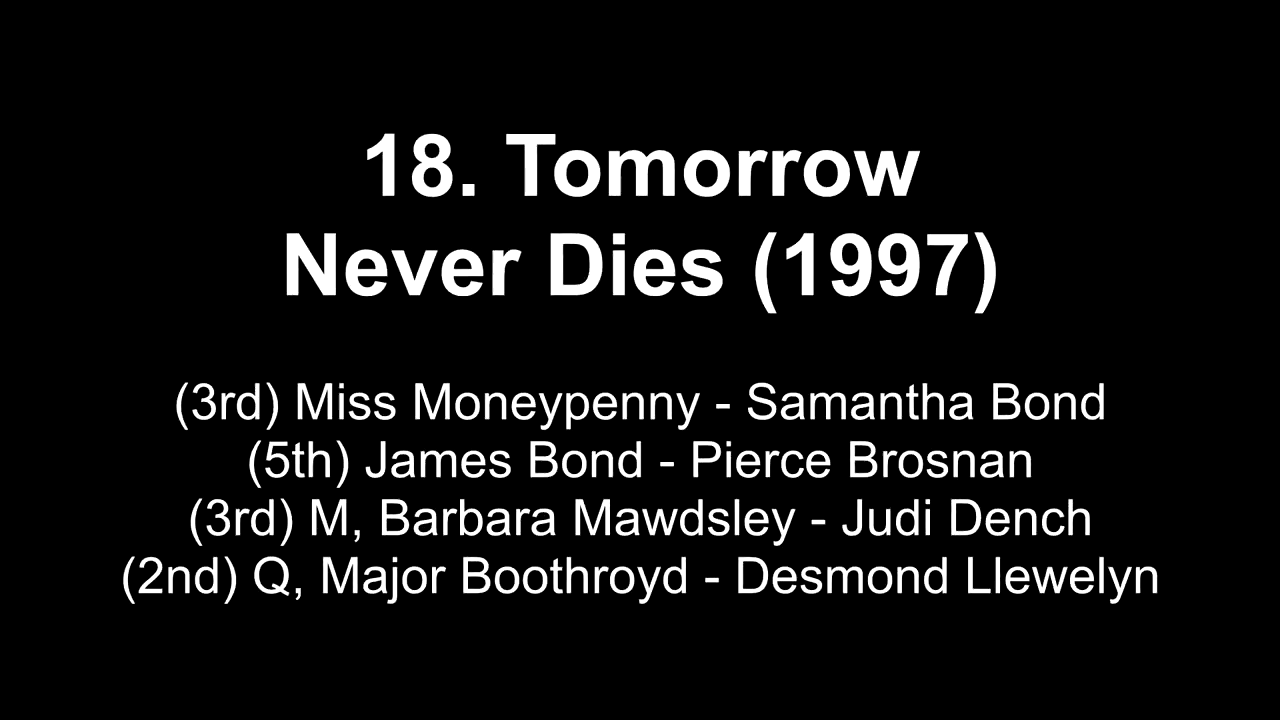 18. Tomorrow
Never Dies (1997)
(3rd) Miss Moneypenny - Samantha Bond
(5th) James Bond - Pierce Brosnan
(3rd) M, Barbara Mawdsley - Judi Dench
(2nd) Q, Major Boothroyd - Desmond Llewelyn